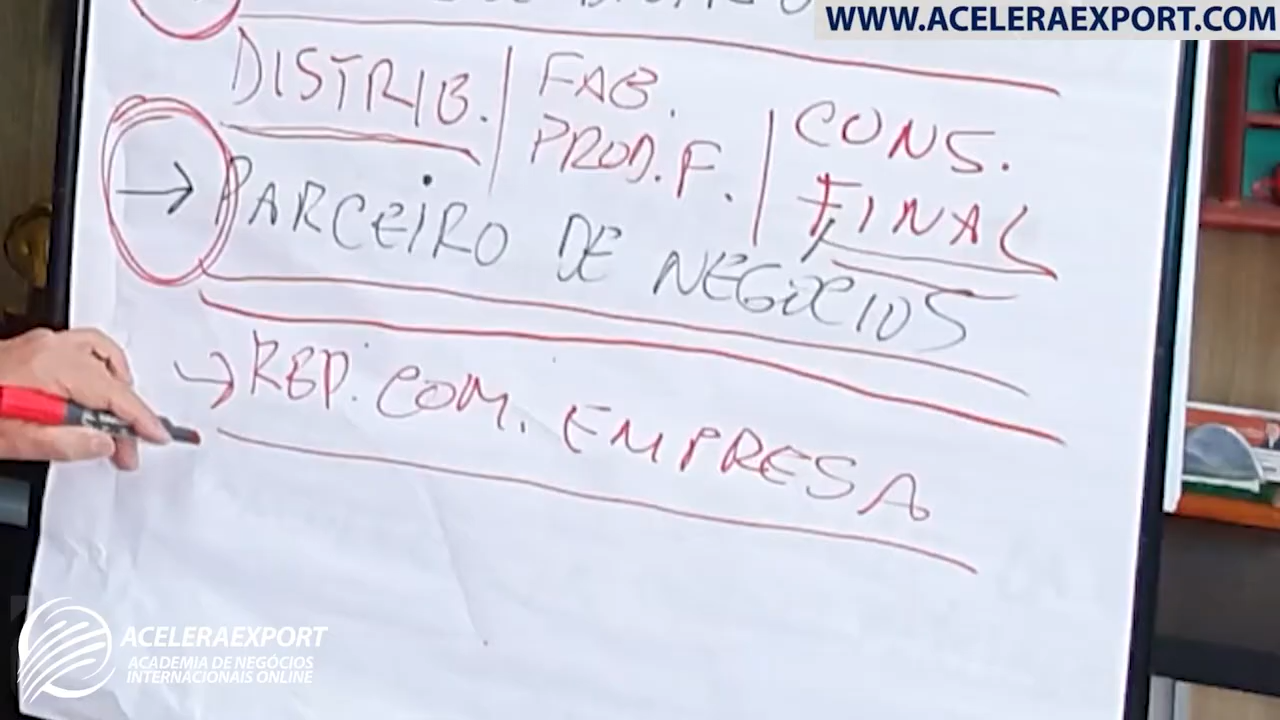 WWW.ACELERAEXPORT.COM
DISTRIB. | FAB. PROD.F. | CONS. FINAL
→ PARCEIRO DE NEGÓCIOS
→ REP. COM. EMPRESA
ACELERAEXPORT
ACADEMIA DE NEGÓCIOS
INTERNACIONAIS ONLINE